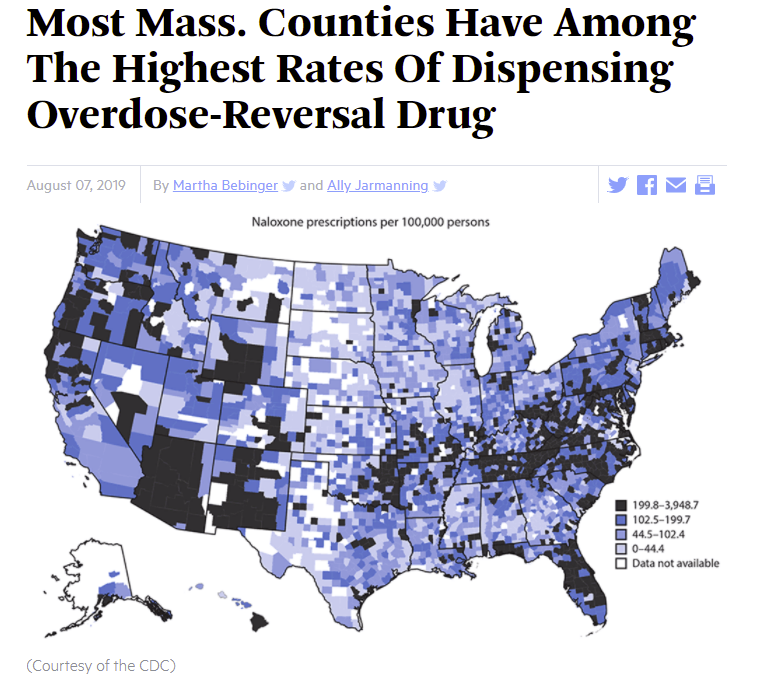 Most Mass. Counties Have Among
The Highest Rates Of Dispensing
Overdose-Reversal Drug
August 07, 2019 By Martha Bebinger and Ally Jarmanning
Naloxone prescriptions per 100,000 persons
199.8–3,948.7
102.5–199.7
44.5–102.4
0–44.4
Data not available
(Courtesy of the CDC)